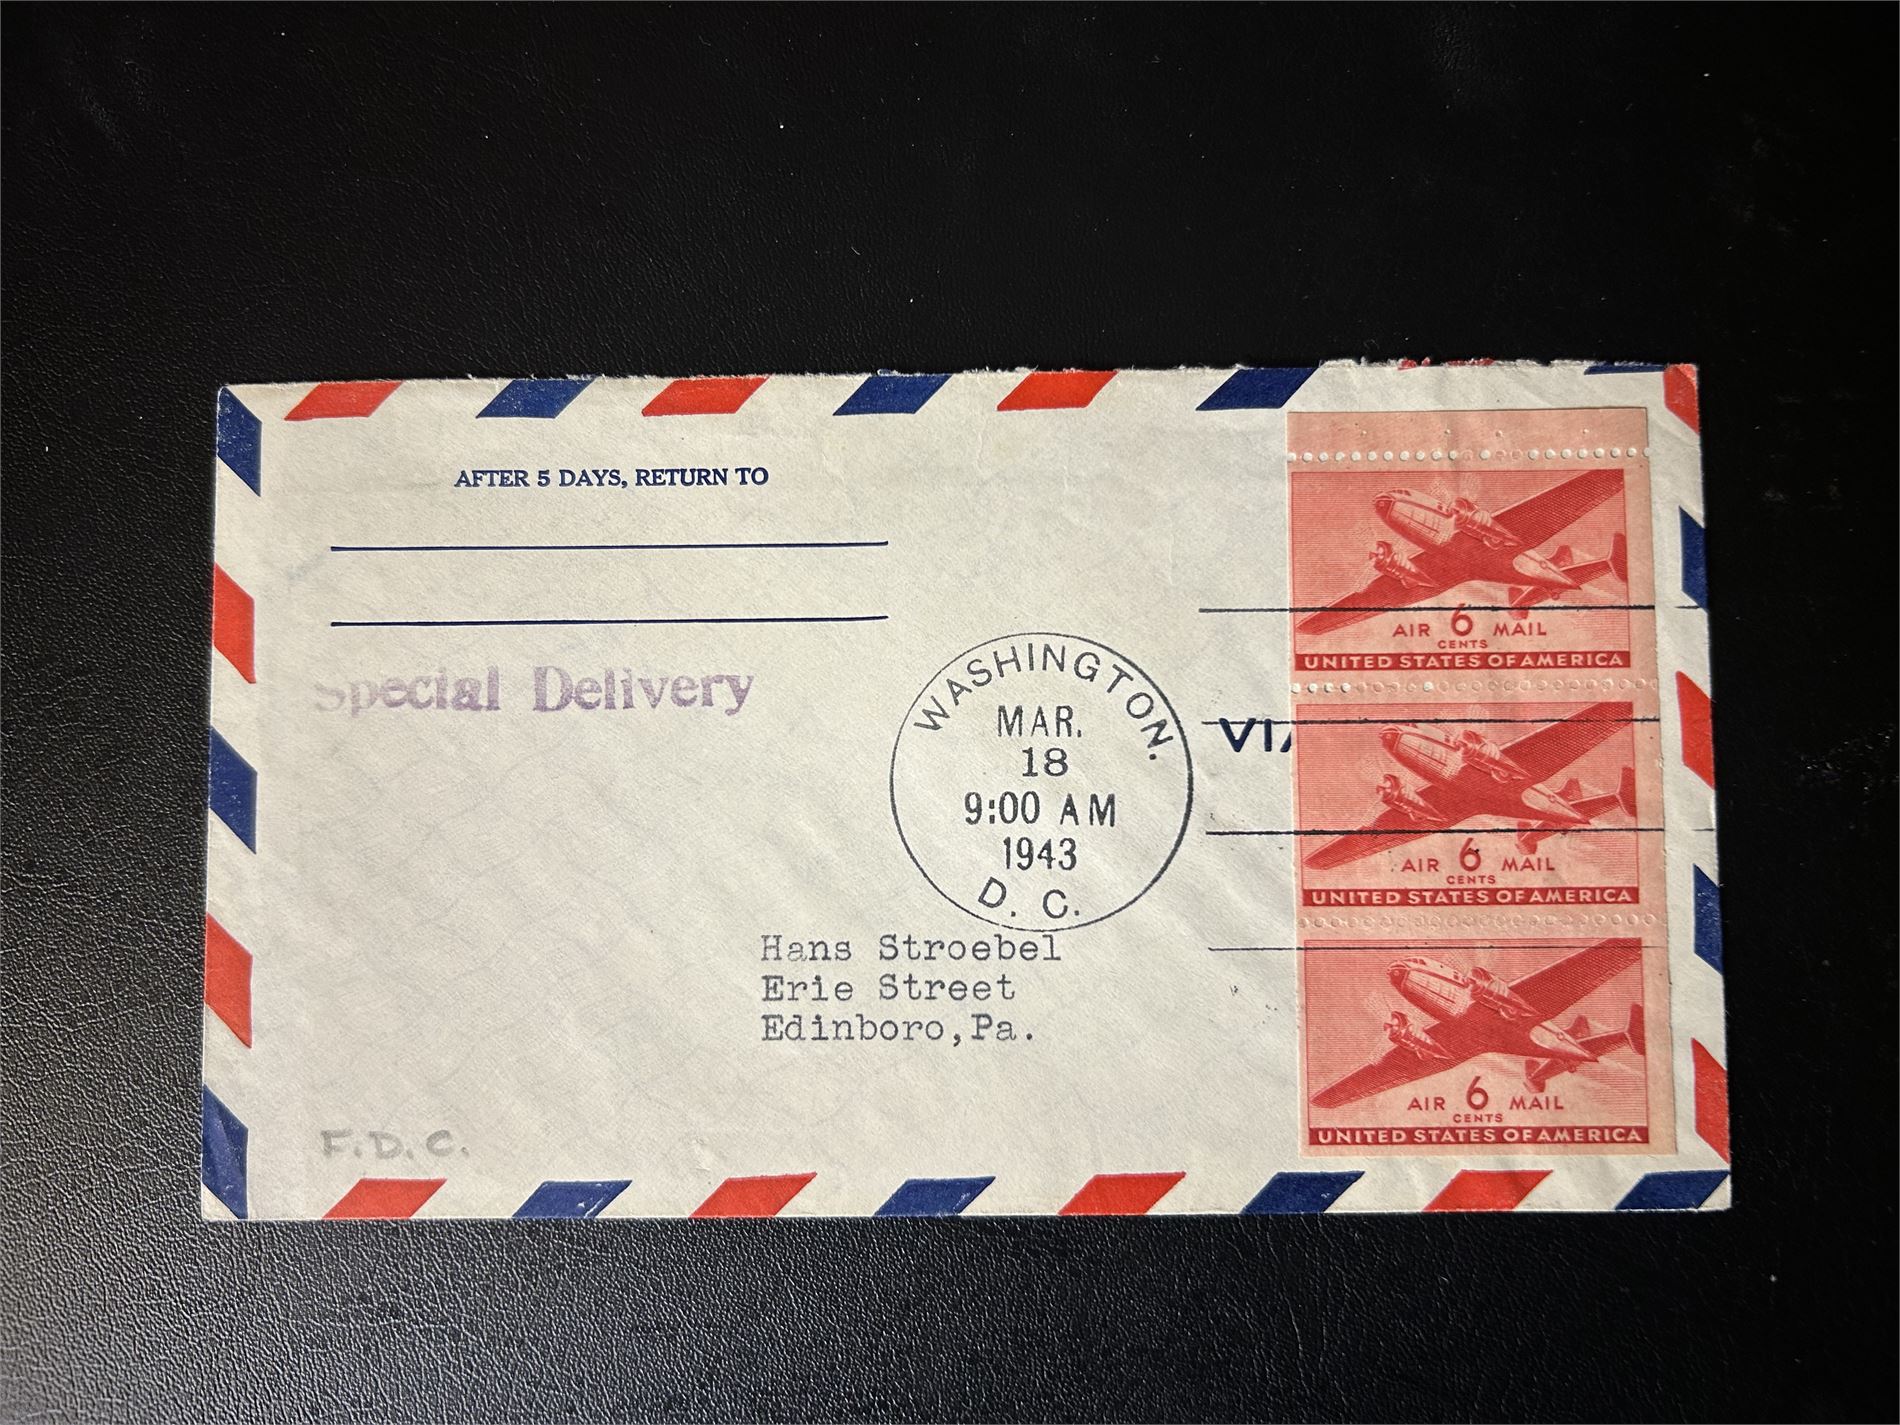 AFTER 5 DAYS, RETURN TO
Special Delivery
WASHINGTON.
MAR.
18
9:00 AM
1943
D. C.
VIA
Hans Stroebel
Erie Street
Edinboro,Pa.
F.D.C.
AIR 6 MAIL
CENTS
UNITED STATES OF AMERICA
AIR 6 MAIL
CENTS
UNITED STATES OF AMERICA
AIR 6 MAIL
CENTS
UNITED STATES OF AMERICA